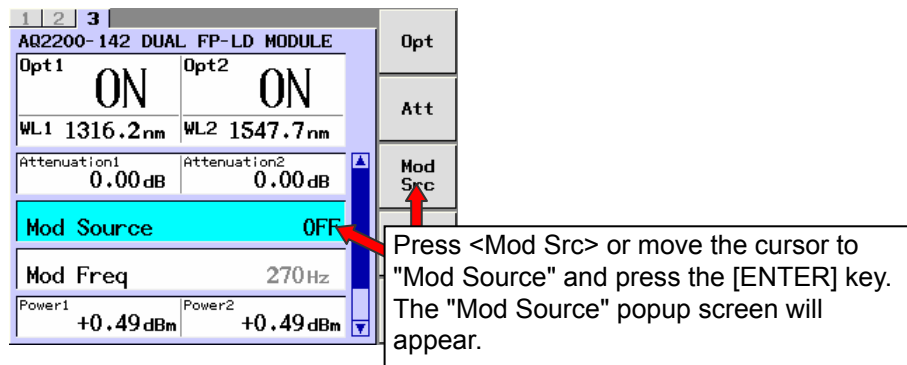 1 2 3
AQ2200-142 DUAL FP-LD MODULE
Opt1 ON Opt2 ON
WL1 1316.2nm WL2 1547.7nm
Attenuation1 Attenuation2
0.00dB 0.00dB
Mod Source OFF
Mod Freq 270Hz
Power1 Power2
+0.49dBm +0.49dBm
Opt
Att
Mod
Src
Press <Mod Src> or move the cursor to
"Mod Source" and press the [ENTER] key.
The "Mod Source" popup screen will
appear.